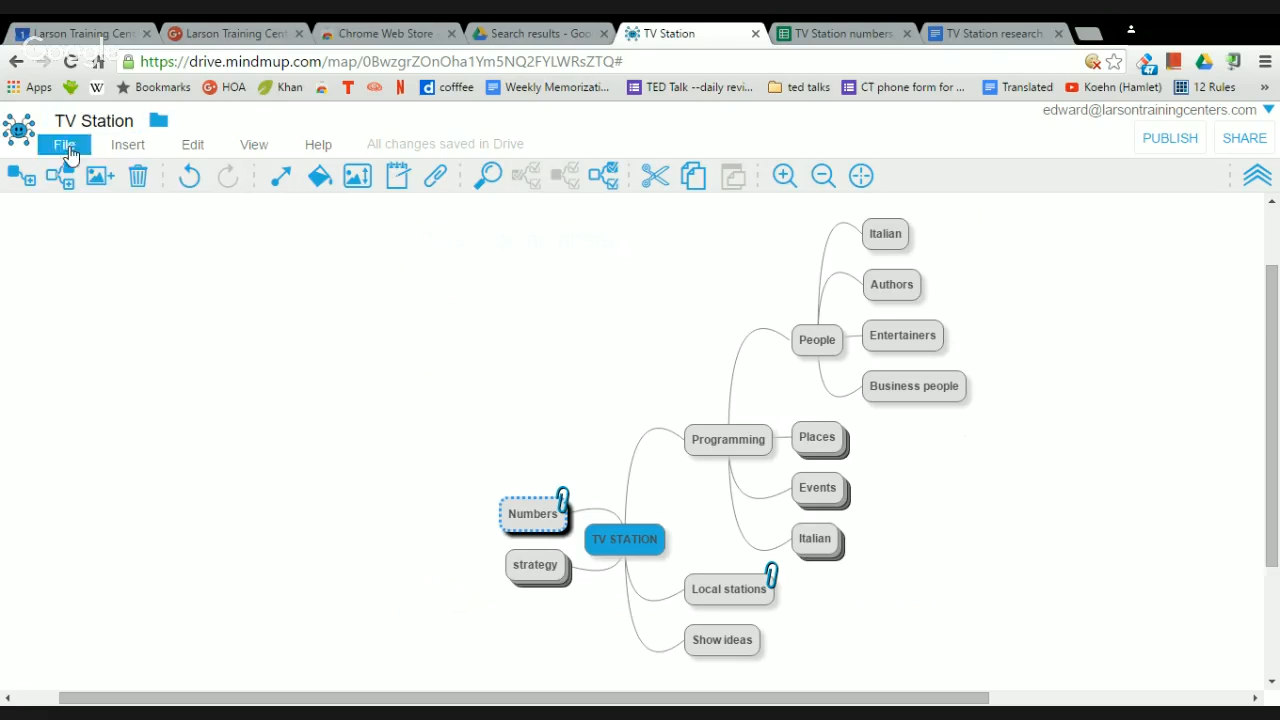 Larson Training Cent
Larson Training Cent
Chrome Web Store
Search results - Goo
TV Station
TV Station numbers
TV Station research
https://drive.mindmup.com/map/0BwzgrZOnOha1Ym5NQ2FYLWRsZTQ#
Apps
W
Bookmarks
HOA
Khan
T
N
cofffee
Weekly Memorizati...
TED Talk --daily revi...
ted talks
CT phone form for ...
Translated
Koehn (Hamlet)
12 Rules
»
47
edward@larsontrainingcenters.com
TV Station
File
Insert
Edit
View
Help
All changes saved in Drive
PUBLISH
SHARE
Italian
Authors
People
Entertainers
Business people
Programming
Places
Events
Numbers
TV STATION
Italian
strategy
Local stations
Show ideas